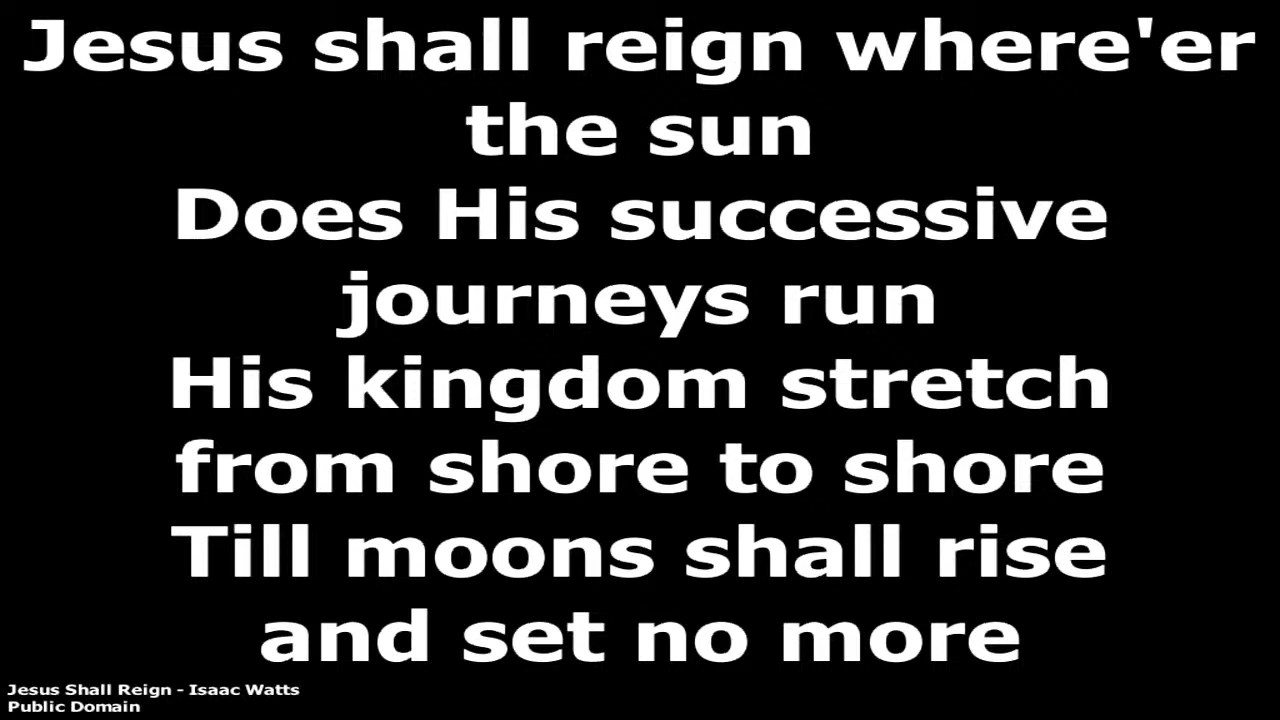 Jesus shall reign where'er
the sun
Does His successive
journeys run
His kingdom stretch
from shore to shore
Till moons shall rise
and set no more
Jesus Shall Reign - Isaac Watts
Public Domain